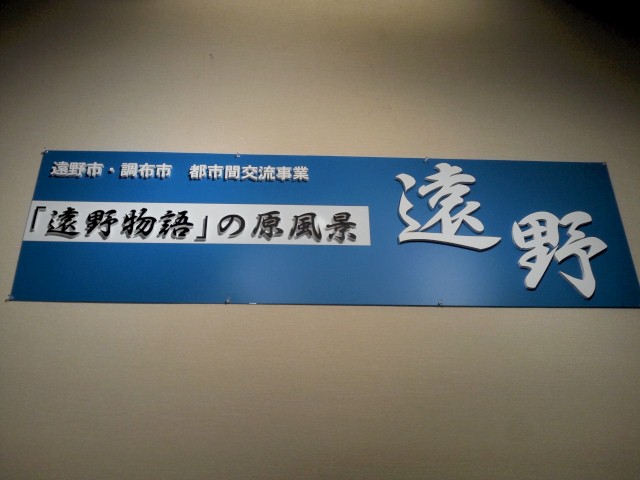 遠野市・調布市　都市間交流事業
「遠野物語」の原風景
遠野